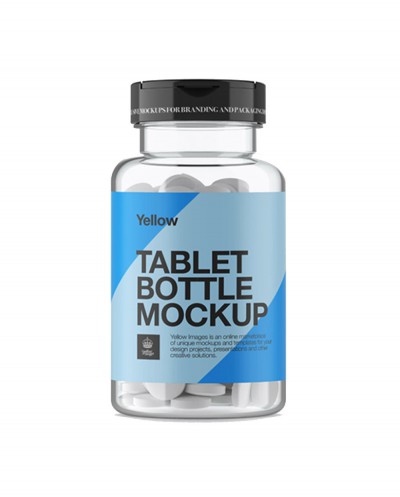 MOCKUPS FOR BRANDING AND PACKAGING
Yellow
TABLET
BOTTLE
MOCKUP
Yellow Images is an online marketplace
of unique mockups and templates for your
design projects, presentations and other
creative solutions.